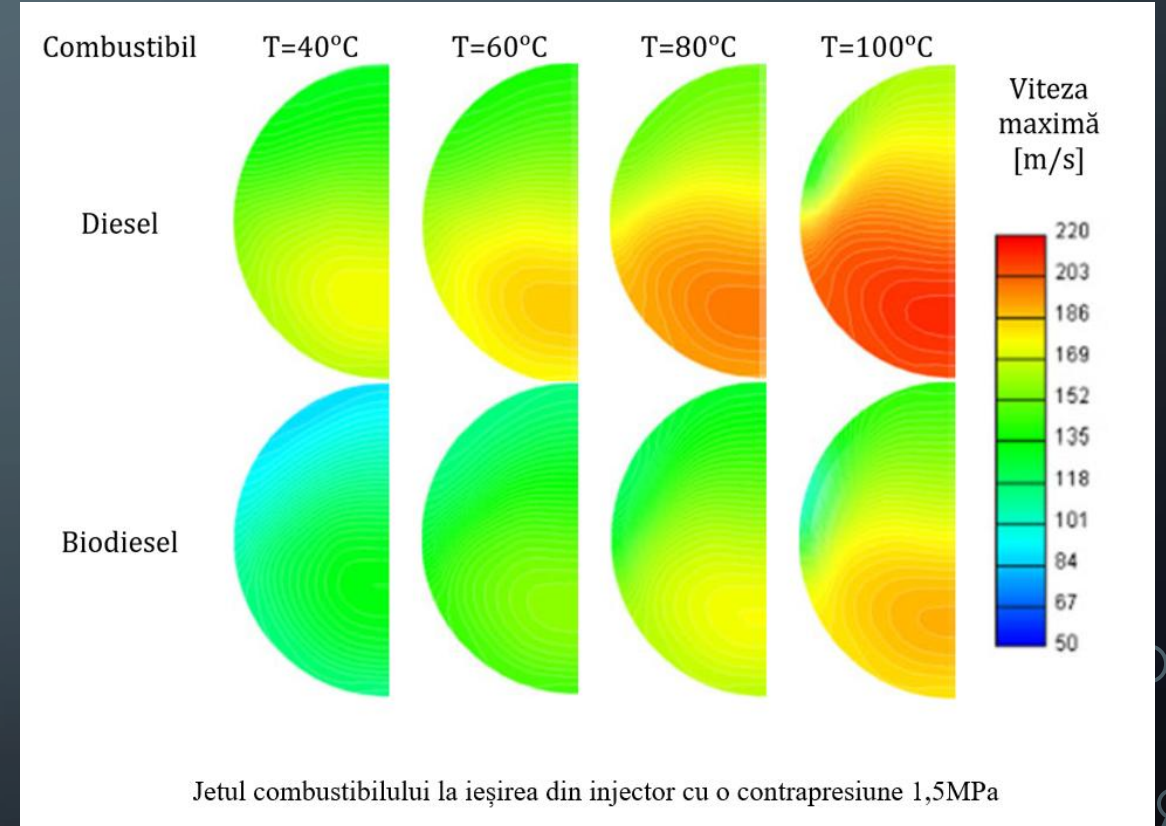 Combustibil T=40°C T=60°C T=80°C T=100°C
Viteza
maximă
[m/s]
Diesel
220
203
186
169
152
135
118
101
84
67
50
Biodiesel
Jetul combustibilului la ieșirea din injector cu o contrapresiune 1,5MPa